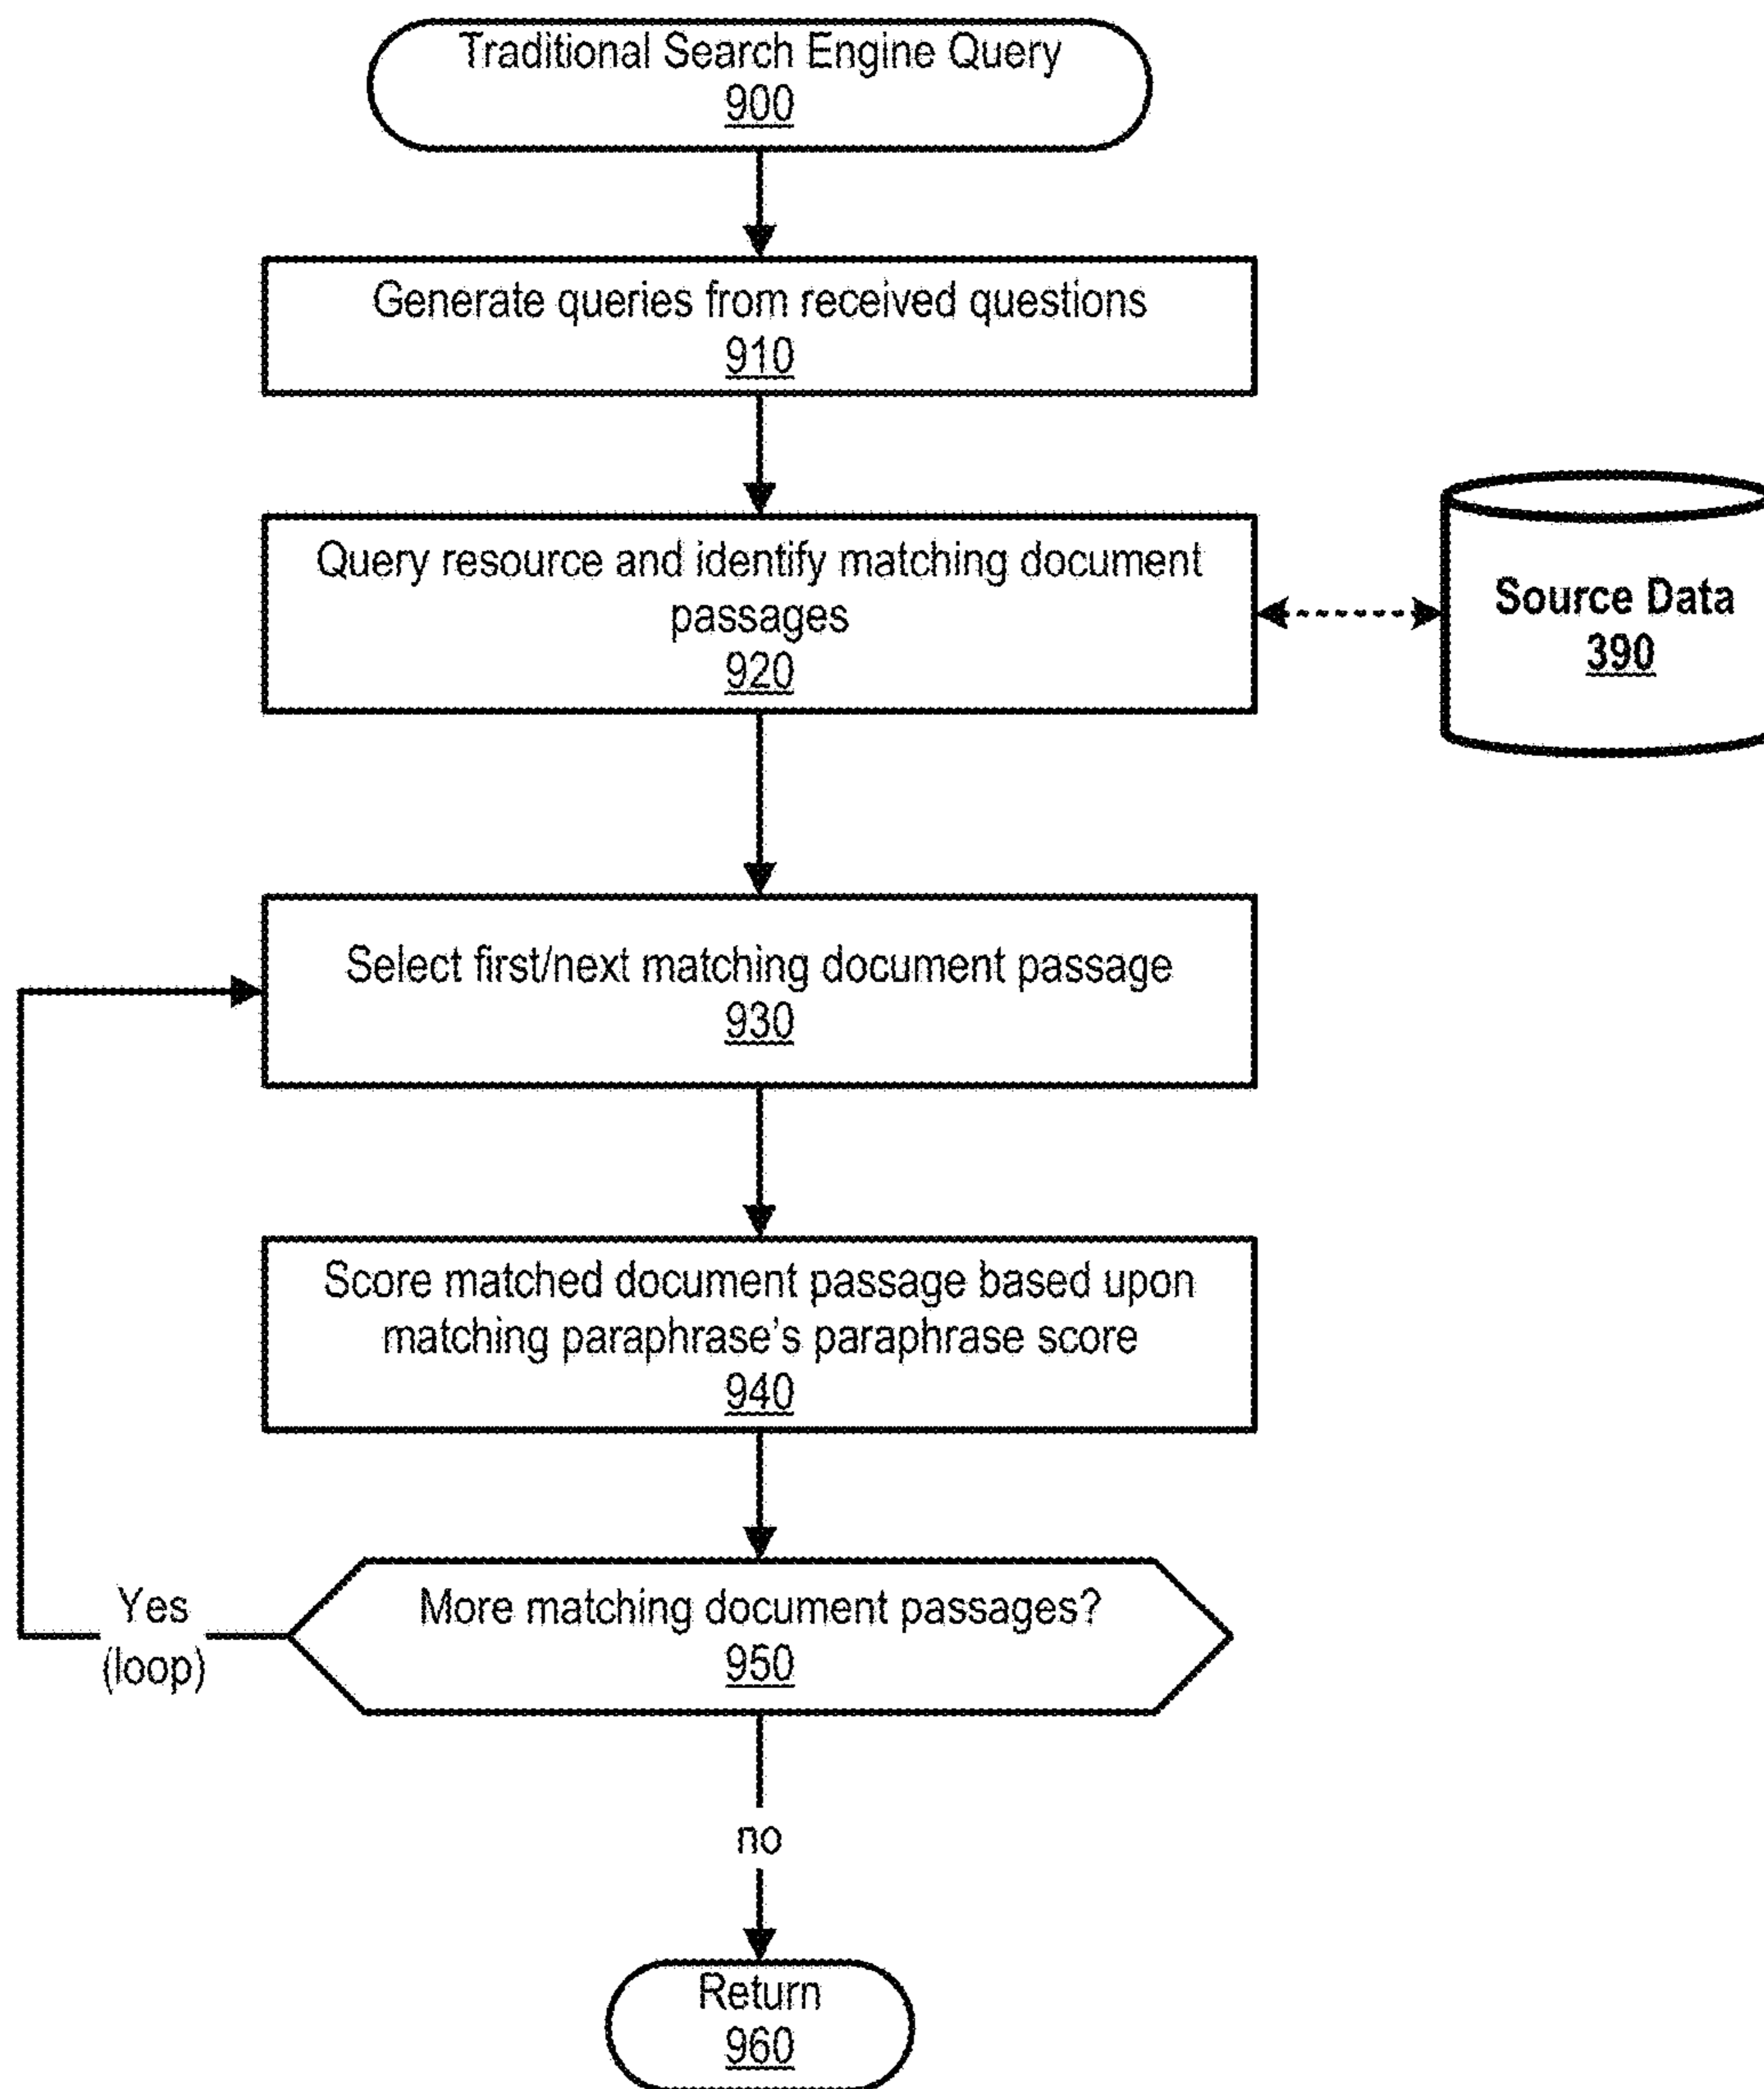 Traditional Search Engine Query
900
Generate queries from received questions
910
Query resource and identify matching document
passages
920
Source Data
390
Select first/next matching document passage
930
Score matched document passage based upon
matching paraphrase's paraphrase score
940
More matching document passages?
950
Yes
(loop)
no
Return
960